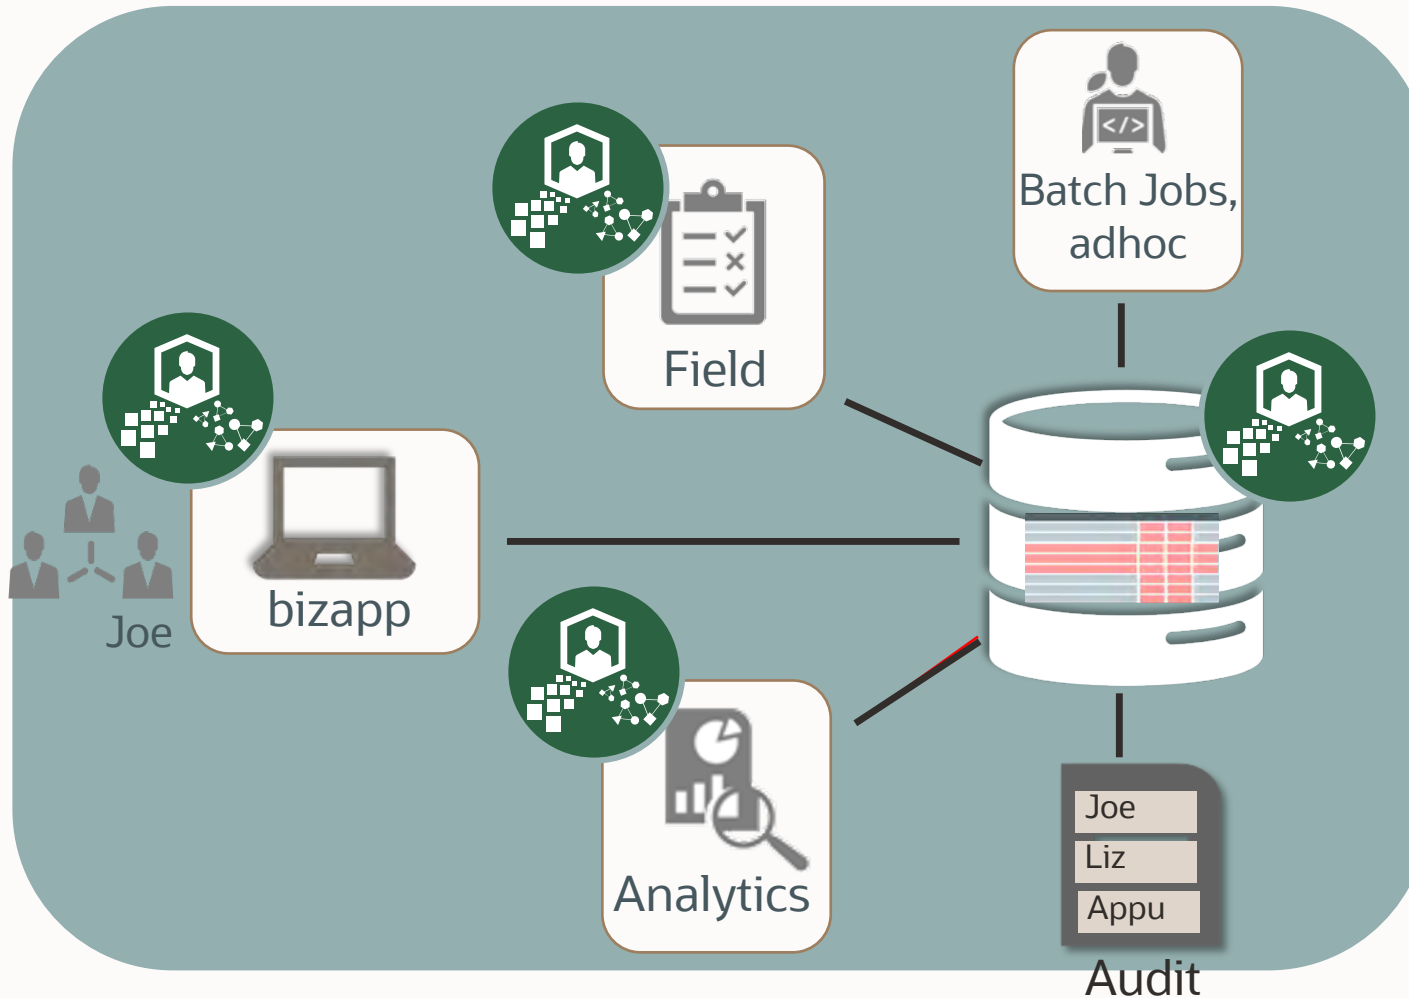 Batch Jobs,
adhoc
</>
Field
Joe
bizapp
Analytics
Joe
Liz
Appu
Audit